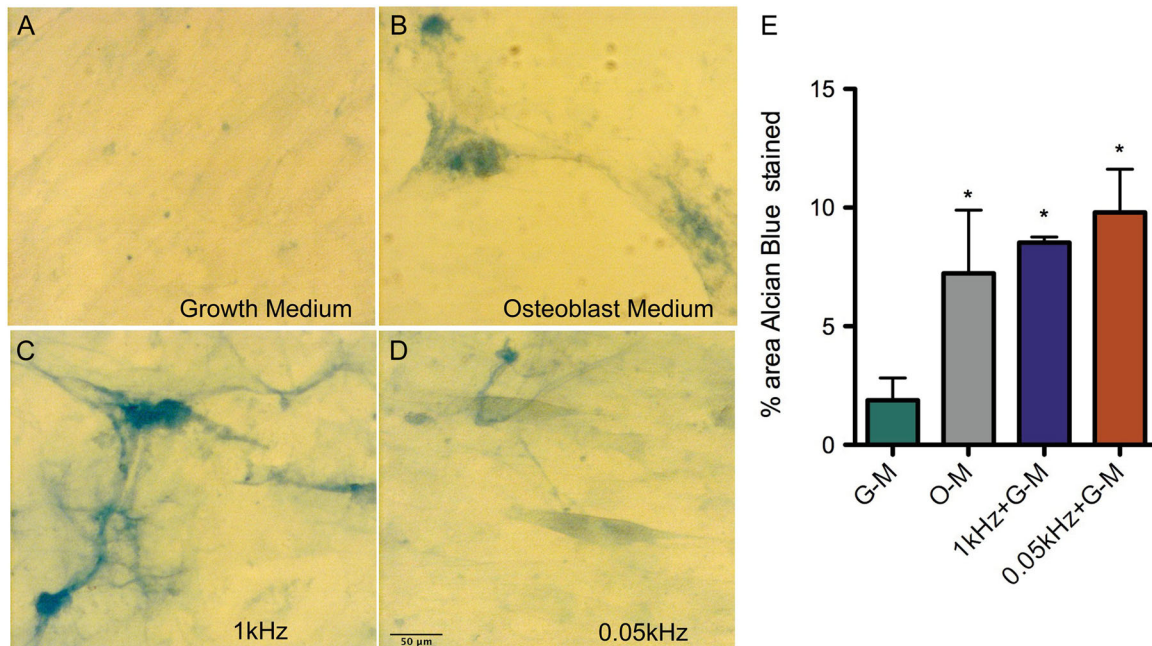 A
Growth Medium
B
Osteoblast Medium
C
1kHz
D
50 µm
0.05kHz
E
% area Alcian Blue stained
15
10
5
0
*
*
*
G-M
O-M
1kHz+G-M
0.05kHz+G-M